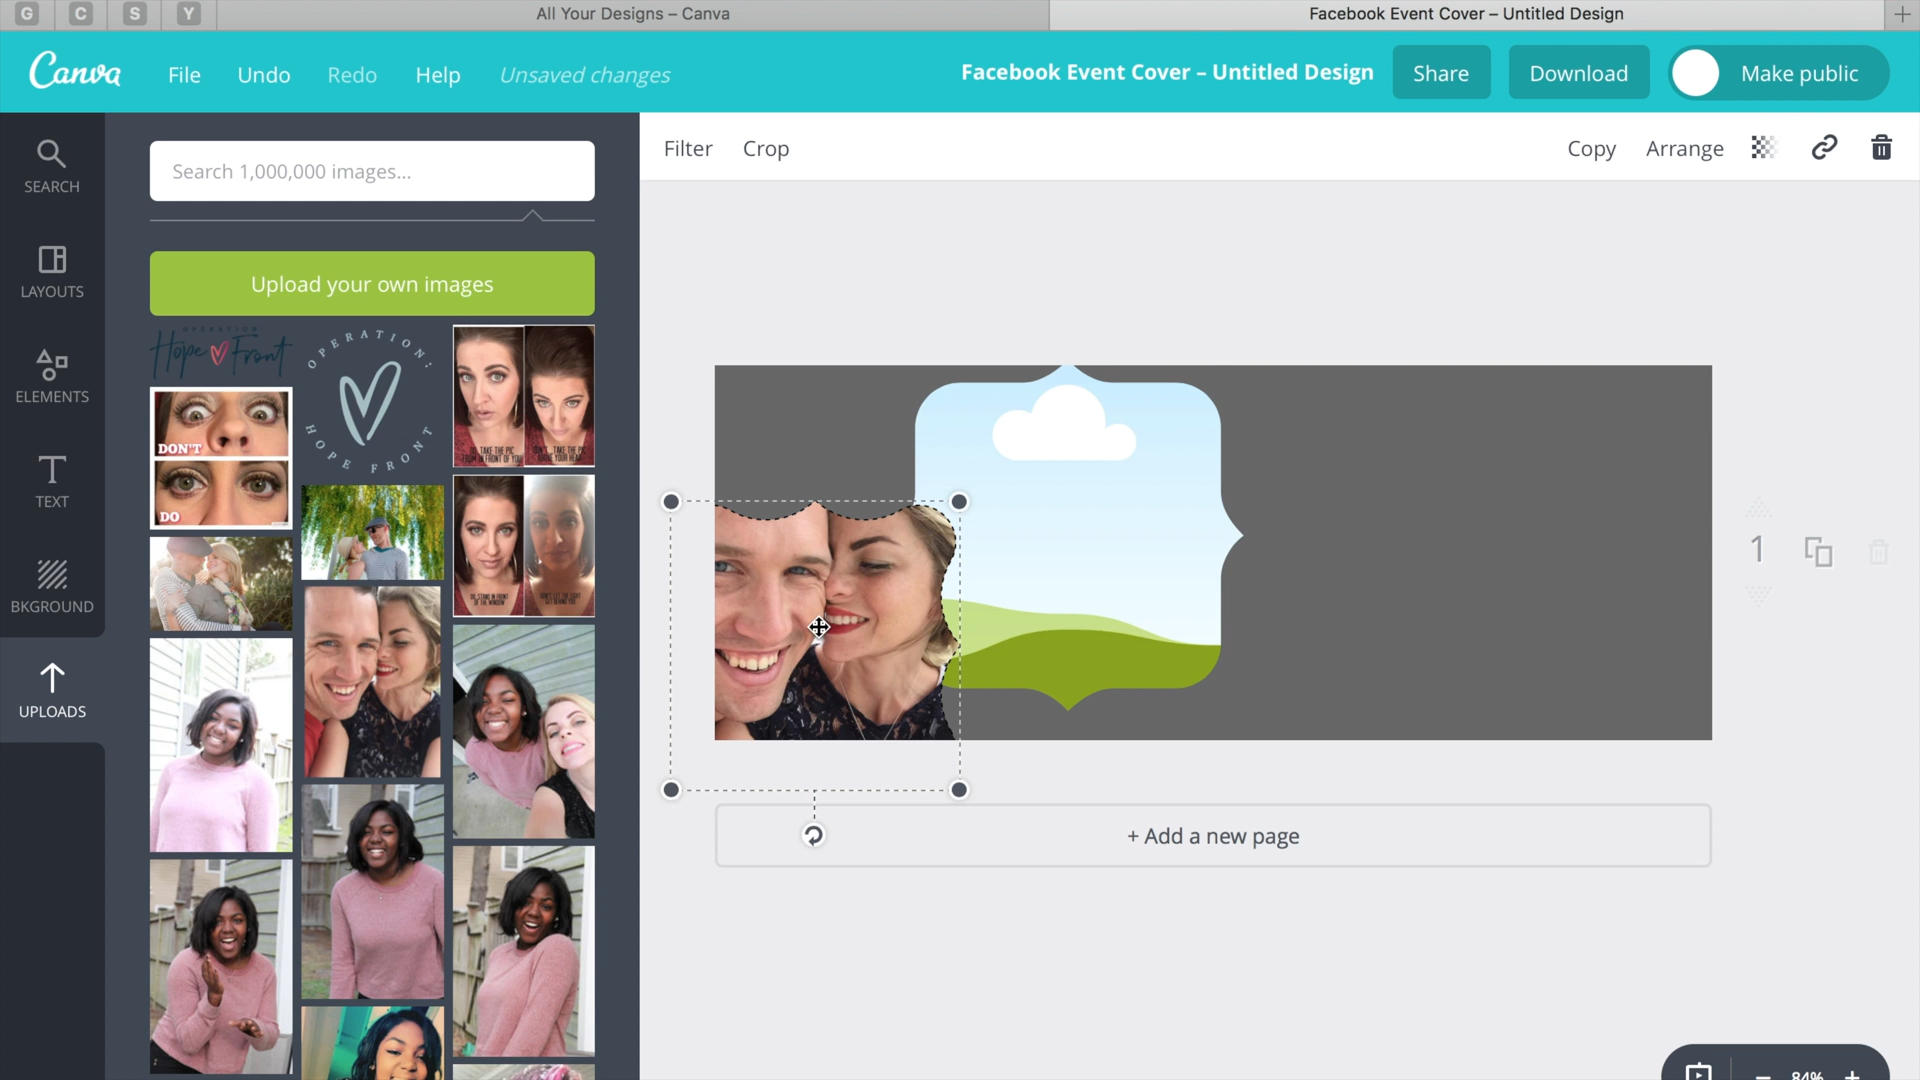 G C S Y
All Your Designs – Canva
Facebook Event Cover – Untitled Design
Canva
File
Undo
Redo
Help
Unsaved changes
Facebook Event Cover – Untitled Design
Share
Download
Make public
SEARCH
LAYOUTS
ELEMENTS
TEXT
BKGROUND
UPLOADS
Search 1,000,000 images...
Upload your own images
OPERATION
Hope Front
OPERATION:
HOPE FRONT
DON'T
DO
Filter
Crop
Copy
Arrange
1
+ Add a new page
84%